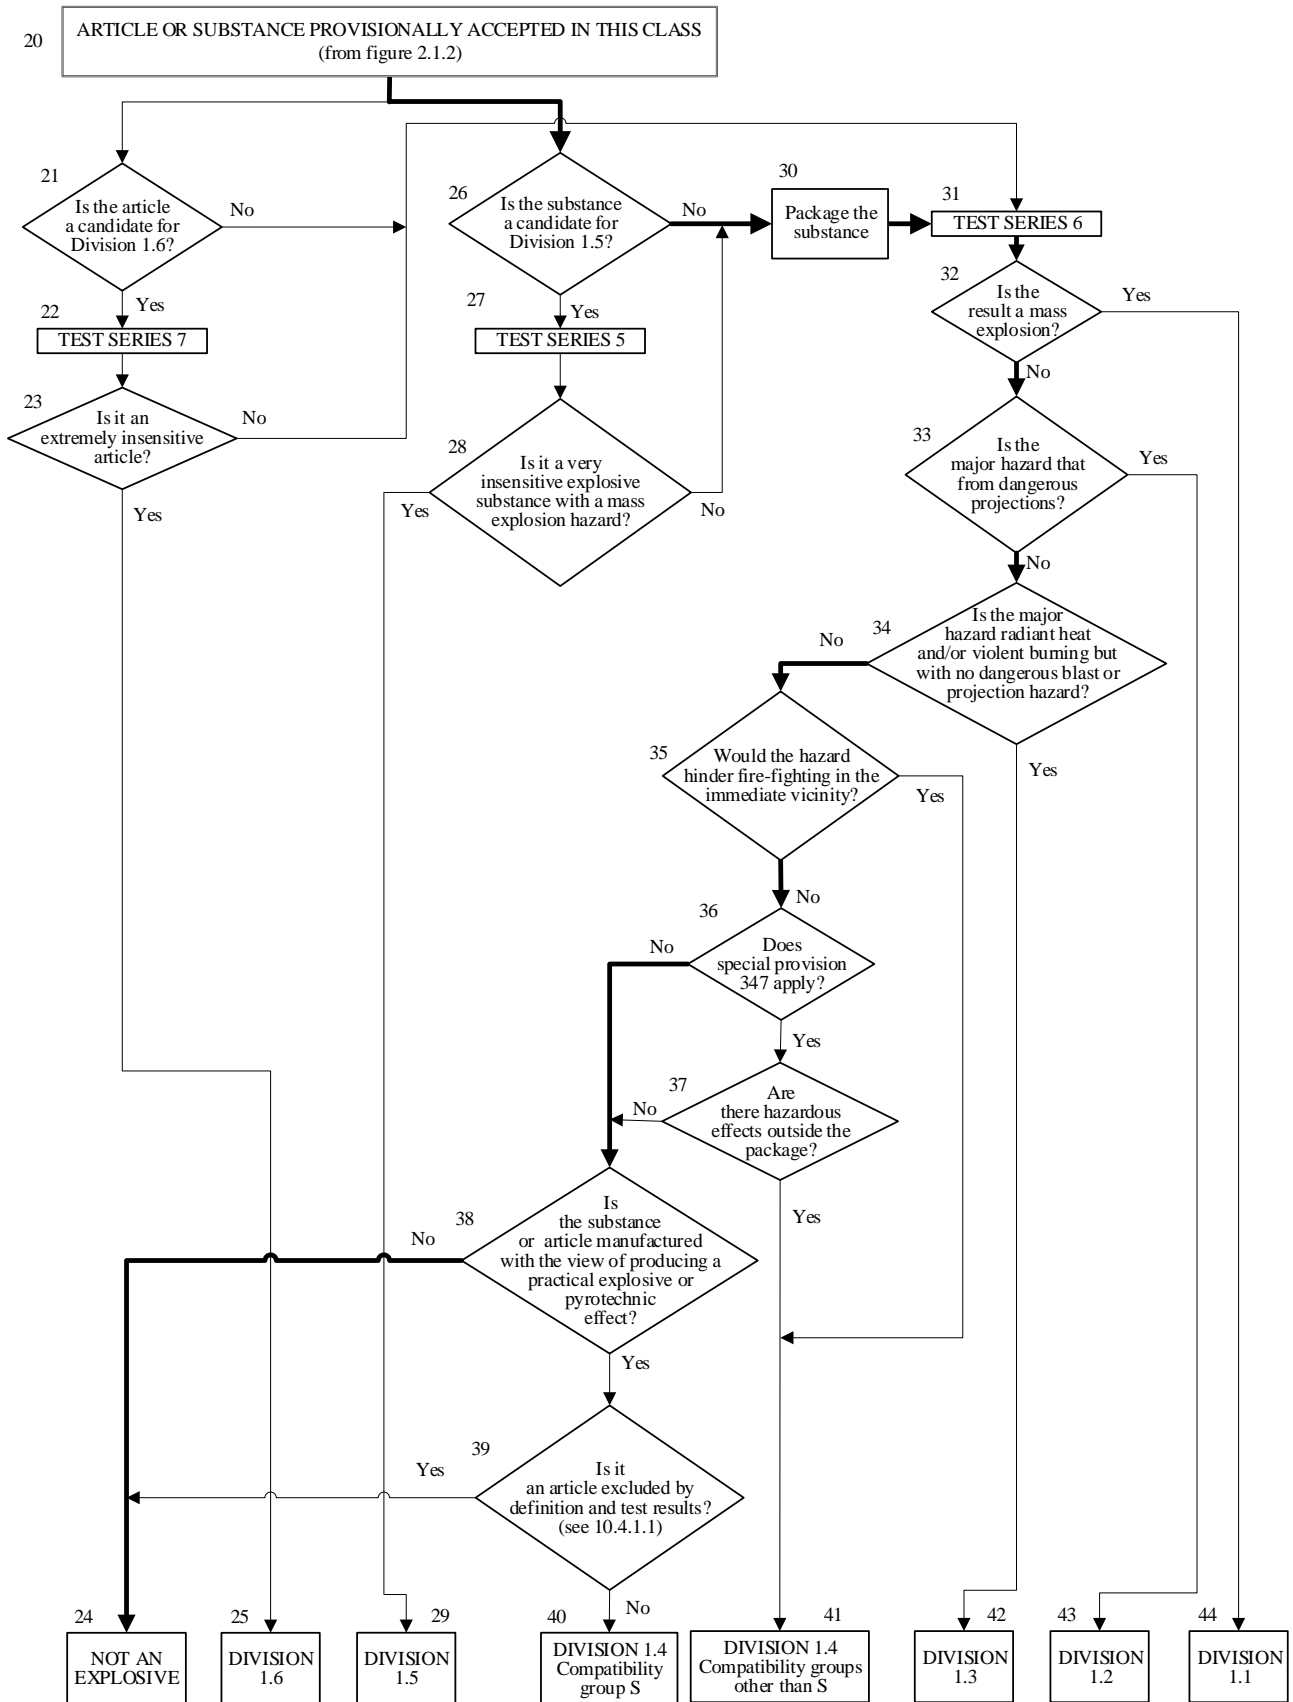 20
ARTICLE OR SUBSTANCE PROVISIONALLY ACCEPTED IN THIS CLASS
(from figure 2.1.2)
21
Is the article
a candidate for
Division 1.6?
No
Yes
22
TEST SERIES 7
23
Is it an
extremely insensitive
article?
No
Yes
26
Is the substance
a candidate for
Division 1.5?
No
Yes
27
TEST SERIES 5
28
Is it a very
insensitive explosive
substance with a mass
explosion hazard?
Yes
No
30
Package the
substance
31
TEST SERIES 6
32
Is the
result a mass
explosion?
Yes
No
33
Is the
major hazard that
from dangerous
projections?
Yes
No
34
Is the major
hazard radiant heat
and/or violent burning but
with no dangerous blast or
projection hazard?
No
Yes
35
Would the hazard
hinder fire-fighting in the
immediate vicinity?
Yes
No
36
Does
special provision
347 apply?
No
Yes
37
Are
there hazardous
effects outside the
package?
No
Yes
38
Is
the substance
or article manufactured
with the view of producing a
practical explosive or
pyrotechnic
effect?
No
Yes
39
Is it
an article excluded by
definition and test results?
(see 10.4.1.1)
Yes
No
24
NOT AN
EXPLOSIVE
25
DIVISION
1.6
29
DIVISION
1.5
40
DIVISION 1.4
Compatibility
group S
41
DIVISION 1.4
Compatibility groups
other than S
42
DIVISION
1.3
43
DIVISION
1.2
44
DIVISION
1.1